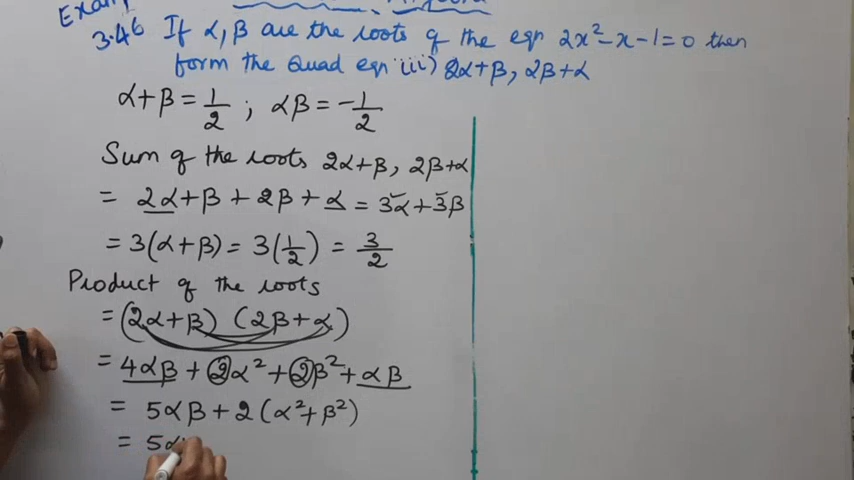 3.46 If α, β are the roots of the eqn 2x²-x-1=0 then
form the Quad eqn iii) 2α+β, 2β+α
α+β = 1/2 ; αβ = -1/2
Sum of the roots 2α+β, 2β+α
= 2α+β + 2β + α = 3α+3β
= 3(α+β) = 3(1/2) = 3/2
Product of the roots
= (2α+β) (2β+α)
= 4αβ + 2α² + 2β² + αβ
= 5αβ + 2(α²+β²)
= 5α